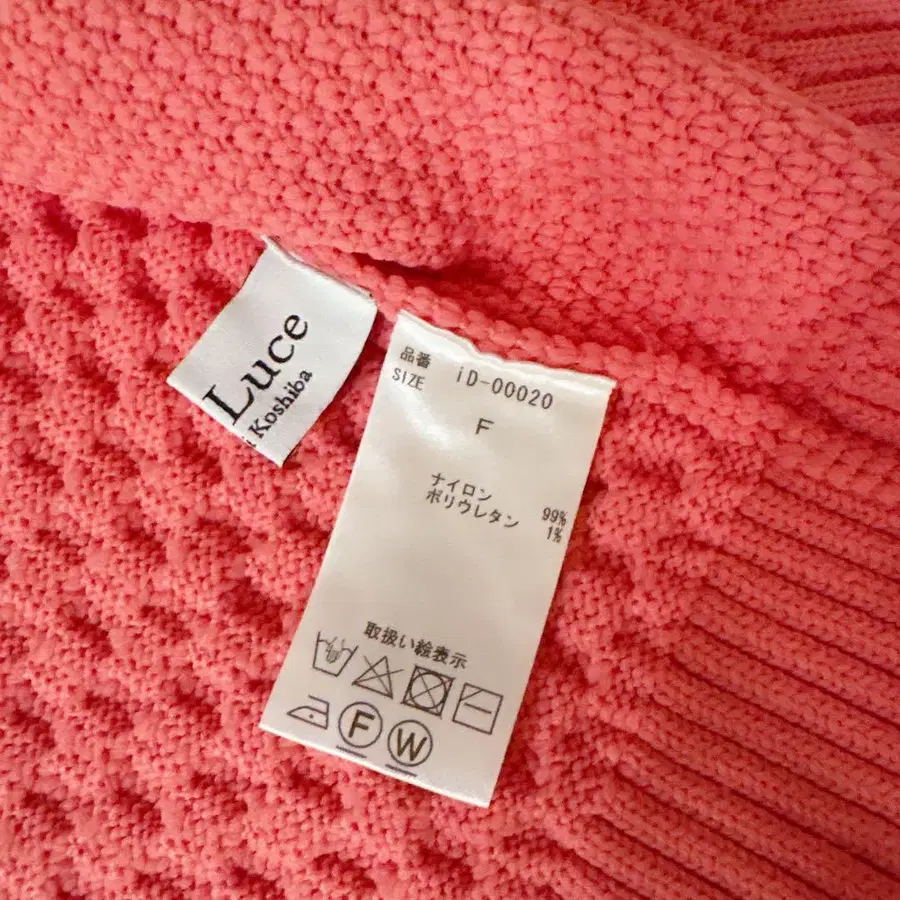 Luce
i Koshiba
品番 iD-00020
SIZE F
ナイロン 99%
ポリウレタン 1%
取扱い絵表示
F W